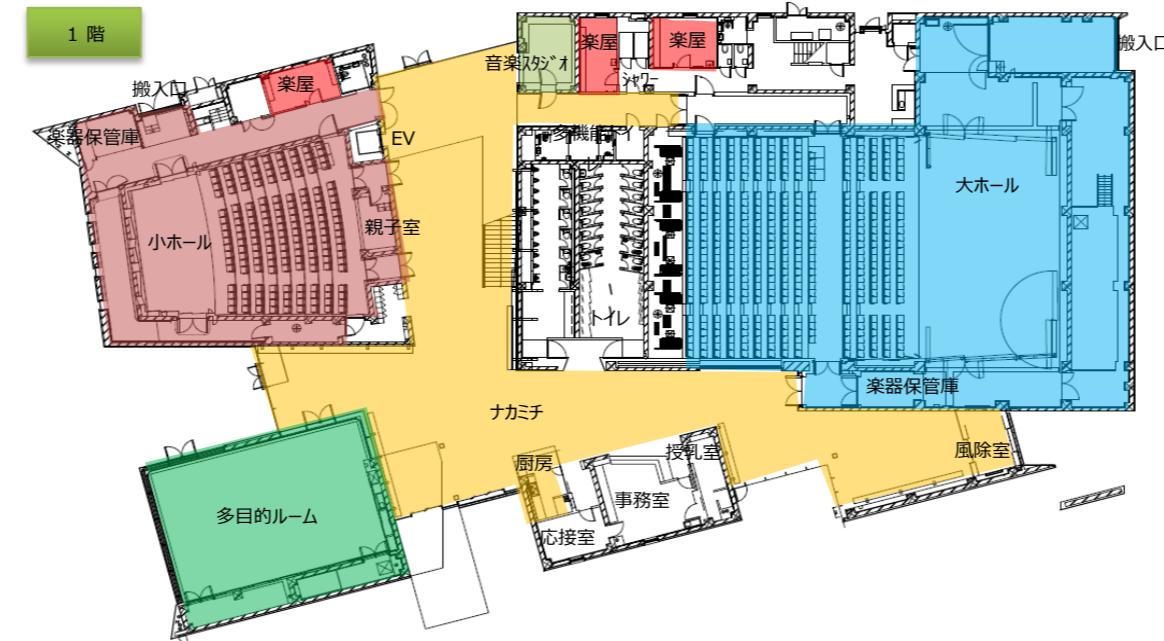 1 階
搬入口
楽屋
楽器保管庫
小ホール
親子室
EV
音楽スタジオ
楽屋
シャワー
楽屋
搬入口
多機能トイレ
トイレ
大ホール
楽器保管庫
ナカミチ
風除室
授乳室
厨房
事務室
応接室
多目的ルーム